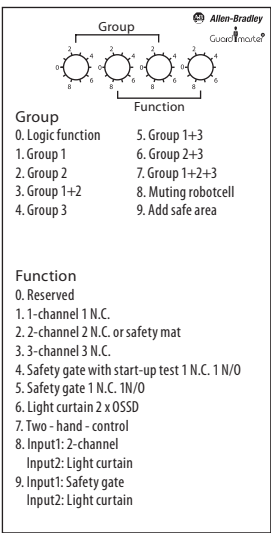 Group
Allen-Bradley
Guardmaster
2 2 2 2
4 4 4 4
0 0 0 0
6 6 6 6
8 8 8 8
Function
Group
0. Logic function
1. Group 1
2. Group 2
3. Group 1+2
4. Group 3
5. Group 1+3
6. Group 2+3
7. Group 1+2+3
8. Muting robotcell
9. Add safe area
Function
0. Reserved
1. 1-channel 1 N.C.
2. 2-channel 2 N.C. or safety mat
3. 3-channel 3 N.C.
4. Safety gate with start-up test 1 N.C. 1 N/O
5. Safety gate 1 N.C. 1N/O
6. Light curtain 2 x OSSD
7. Two - hand - control
8. Input1: 2-channel
Input2: Light curtain
9. Input1: Safety gate
Input2: Light curtain